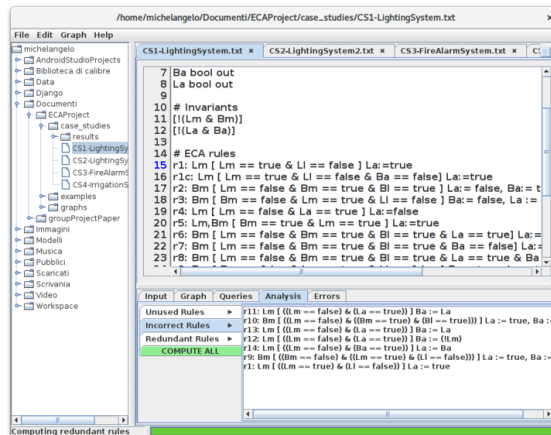 /home/michelangelo/Documenti/ECAProject/case_studies/CS1-LightingSystem.txt
File Edit Graph Help
michelangelo
AndroidStudioProjects
Biblioteca di calibre
Data
Django
Documenti
ECAProject
case_studies
results
CS1-LightingSy
CS2-LightingSy
CS3-FireAlarmS
CS4-IrrigationS
examples
graphs
groupProjectPaper
Immagini
Modelli
Musica
Pubblici
Scaricati
Scrivania
Video
Workspace
CS1-LightingSystem.txt × CS2-LightingSystem2.txt × CS3-FireAlarmSystem.txt ×
7 Ba bool out
8 La bool out
9
10 # Invariants
11 [!(Lm & Bm)]
12 [!(La & Ba)]
13
14 # ECA rules
15 r1: Lm [ Lm == true & Ll == false ] La:=true
16 r1c: Lm [ Lm == true & Ll == false & Ba == false] La:=true
17 r2: Bm [ Lm == false & Bm == true & Bl == true ] La:= false, Ba:= t
18 r3: Bm [ Bm == false & Lm == true & Ll == false ] Ba:= false, La :=
19 r4: Lm [ Lm == false & La == true ] La:=false
20 r5: Lm,Bm [ Bm == true & Lm == true ] La:=true
21 r6: Bm [ Lm == false & Bm == true & Bl == true & La == true] La:=
22 r7: Bm [ Lm == false & Bm == true & Bl == true & Ba == false] La:=
23 r8: Bm [ Lm == false & Bm == true & Bl == true & La == true & Ba
Input Graph Queries Analysis Errors
Unused Rules
Incorrect Rules
Redundant Rules
COMPUTE ALL
r11: Lm [ ((Lm == false) & (La == true)) ] Ba := La
r10: Bm [ ((Lm == false) & ((Bm == true) & (Bl == true))) ] La := true, Ba :=
r13: Lm [ ((Lm == false) & (La == true)) ] Ba := La
r12: Lm [ ((Lm == false) & (La == true)) ] Ba := (!Lm)
r14: Lm [ ((Lm == false) & (Ba == true)) ] La := Ba
r9: Bm [ ((Bm == false) & ((Lm == true) & (Ll == false))) ] La := true, Ba :=
r1: Lm [ ((Lm == true) & (Ll == false)) ] La := true
Computing redundant rules